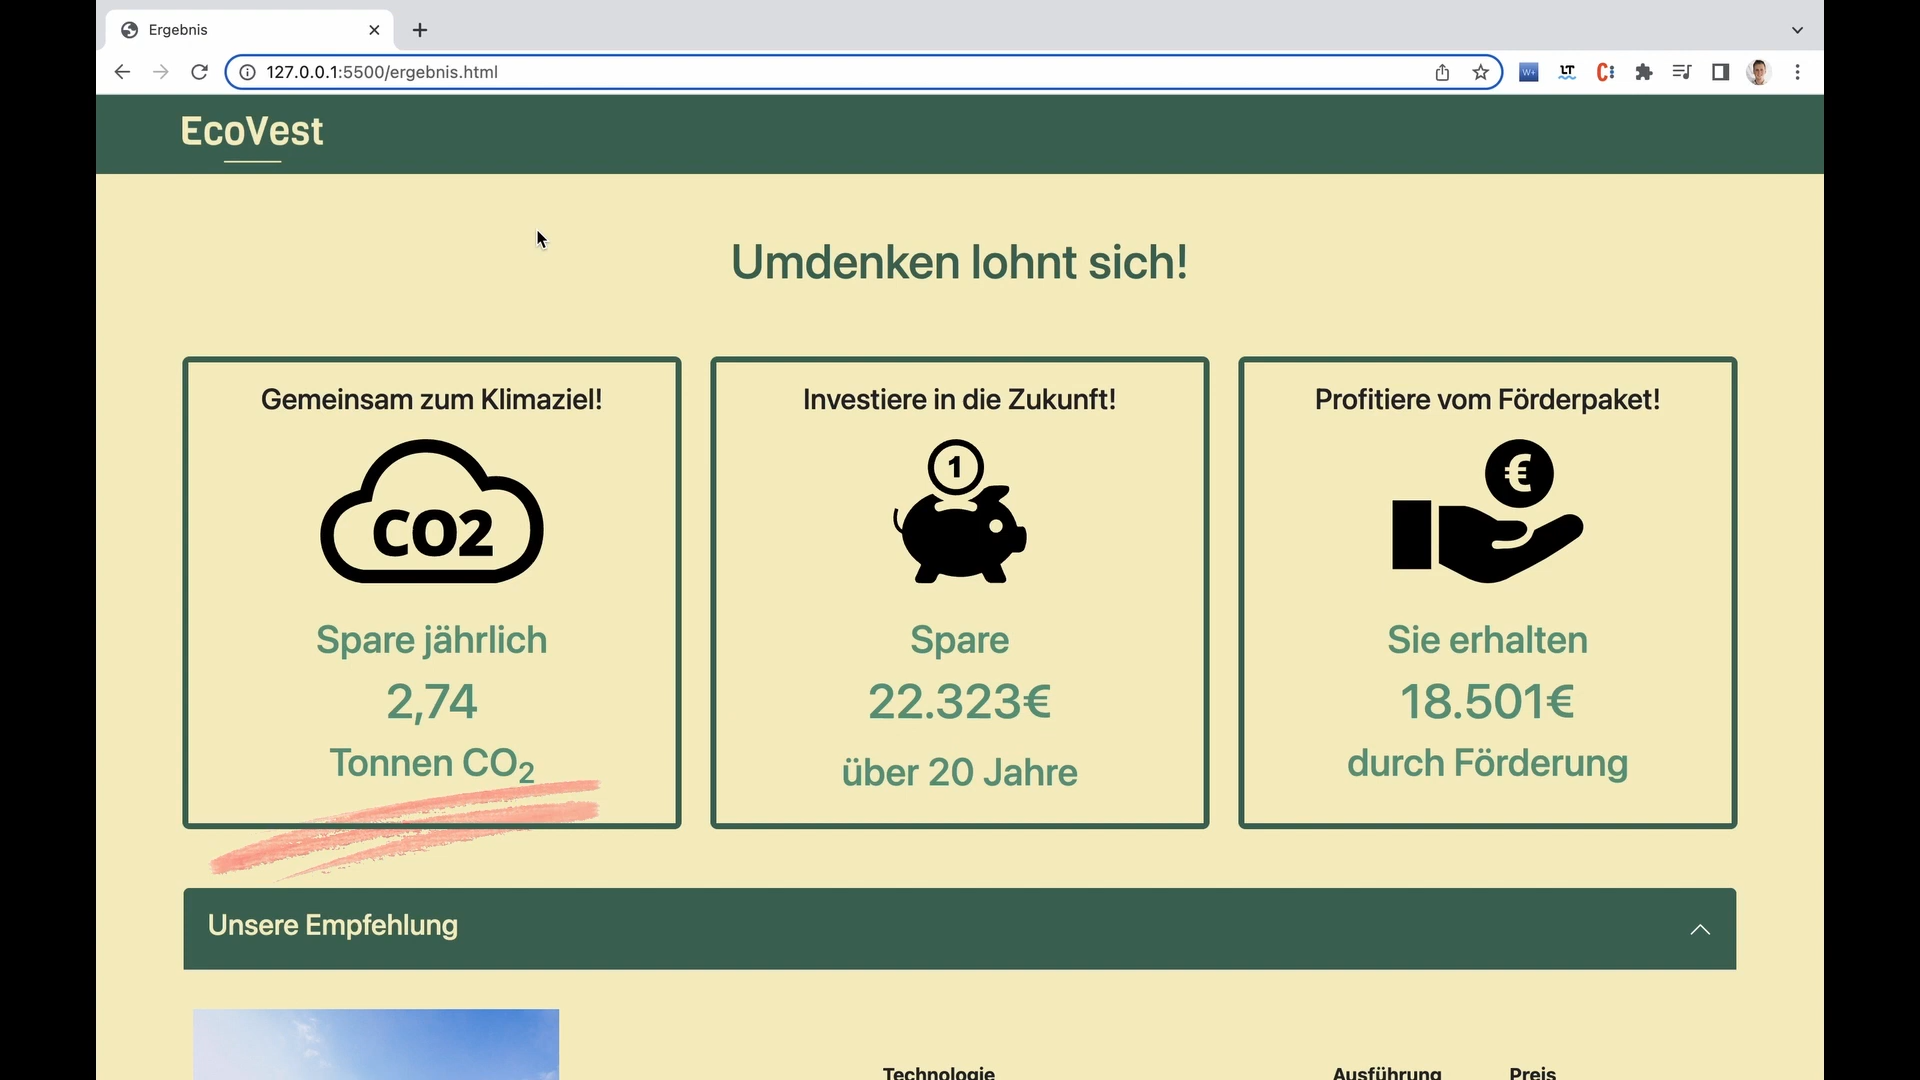 Ergebnis
127.0.0.1:5500/ergebnis.html
W+ LT C
EcoVest
Umdenken lohnt sich!
Gemeinsam zum Klimaziel!
CO2
Spare jährlich
2,74
Tonnen CO₂
Investiere in die Zukunft!
1
Spare
22.323€
über 20 Jahre
Profitiere vom Förderpaket!
€
Sie erhalten
18.501€
durch Förderung
Unsere Empfehlung
Technologie Ausführung Preis